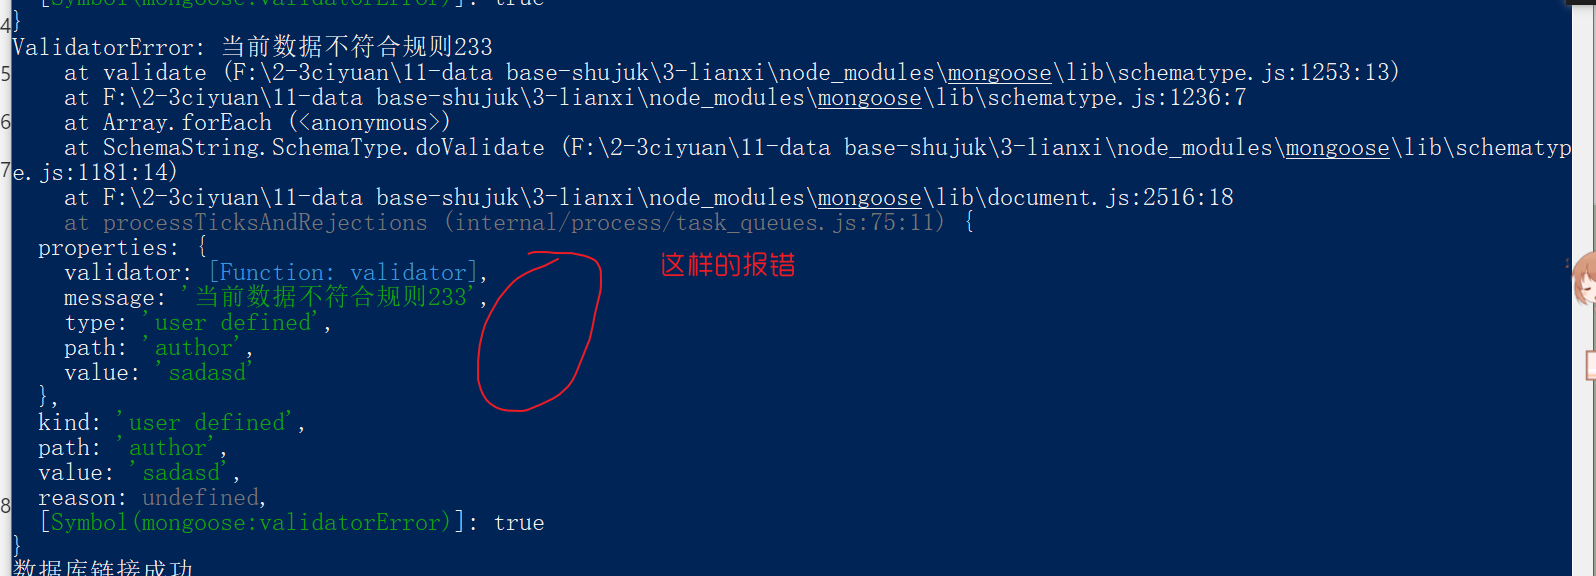 [Symbol(mongoose:validatorError)]: true
4
}
ValidatorError: 当前数据不符合规则233
5
at validate (F:\2-3ciyuan\11-data base-shujuk\3-lianxi\node_modules\mongoose\lib\schematype.js:1253:13)
at F:\2-3ciyuan\11-data base-shujuk\3-lianxi\node_modules\mongoose\lib\schematype.js:1236:7
6
at Array.forEach (<anonymous>)
at SchemaString.SchemaType.doValidate (F:\2-3ciyuan\11-data base-shujuk\3-lianxi\node_modules\mongoose\lib\schematyp
7
e.js:1181:14)
at F:\2-3ciyuan\11-data base-shujuk\3-lianxi\node_modules\mongoose\lib\document.js:2516:18
at processTicksAndRejections (internal/process/task_queues.js:75:11) {
properties: {
这样的报错
validator: [Function: validator],
message: '当前数据不符合规则233',
type: 'user defined',
path: 'author',
value: 'sadasd'
},
kind: 'user defined',
path: 'author',
value: 'sadasd',
reason: undefined,
8
[Symbol(mongoose:validatorError)]: true
}
数据库链接成功